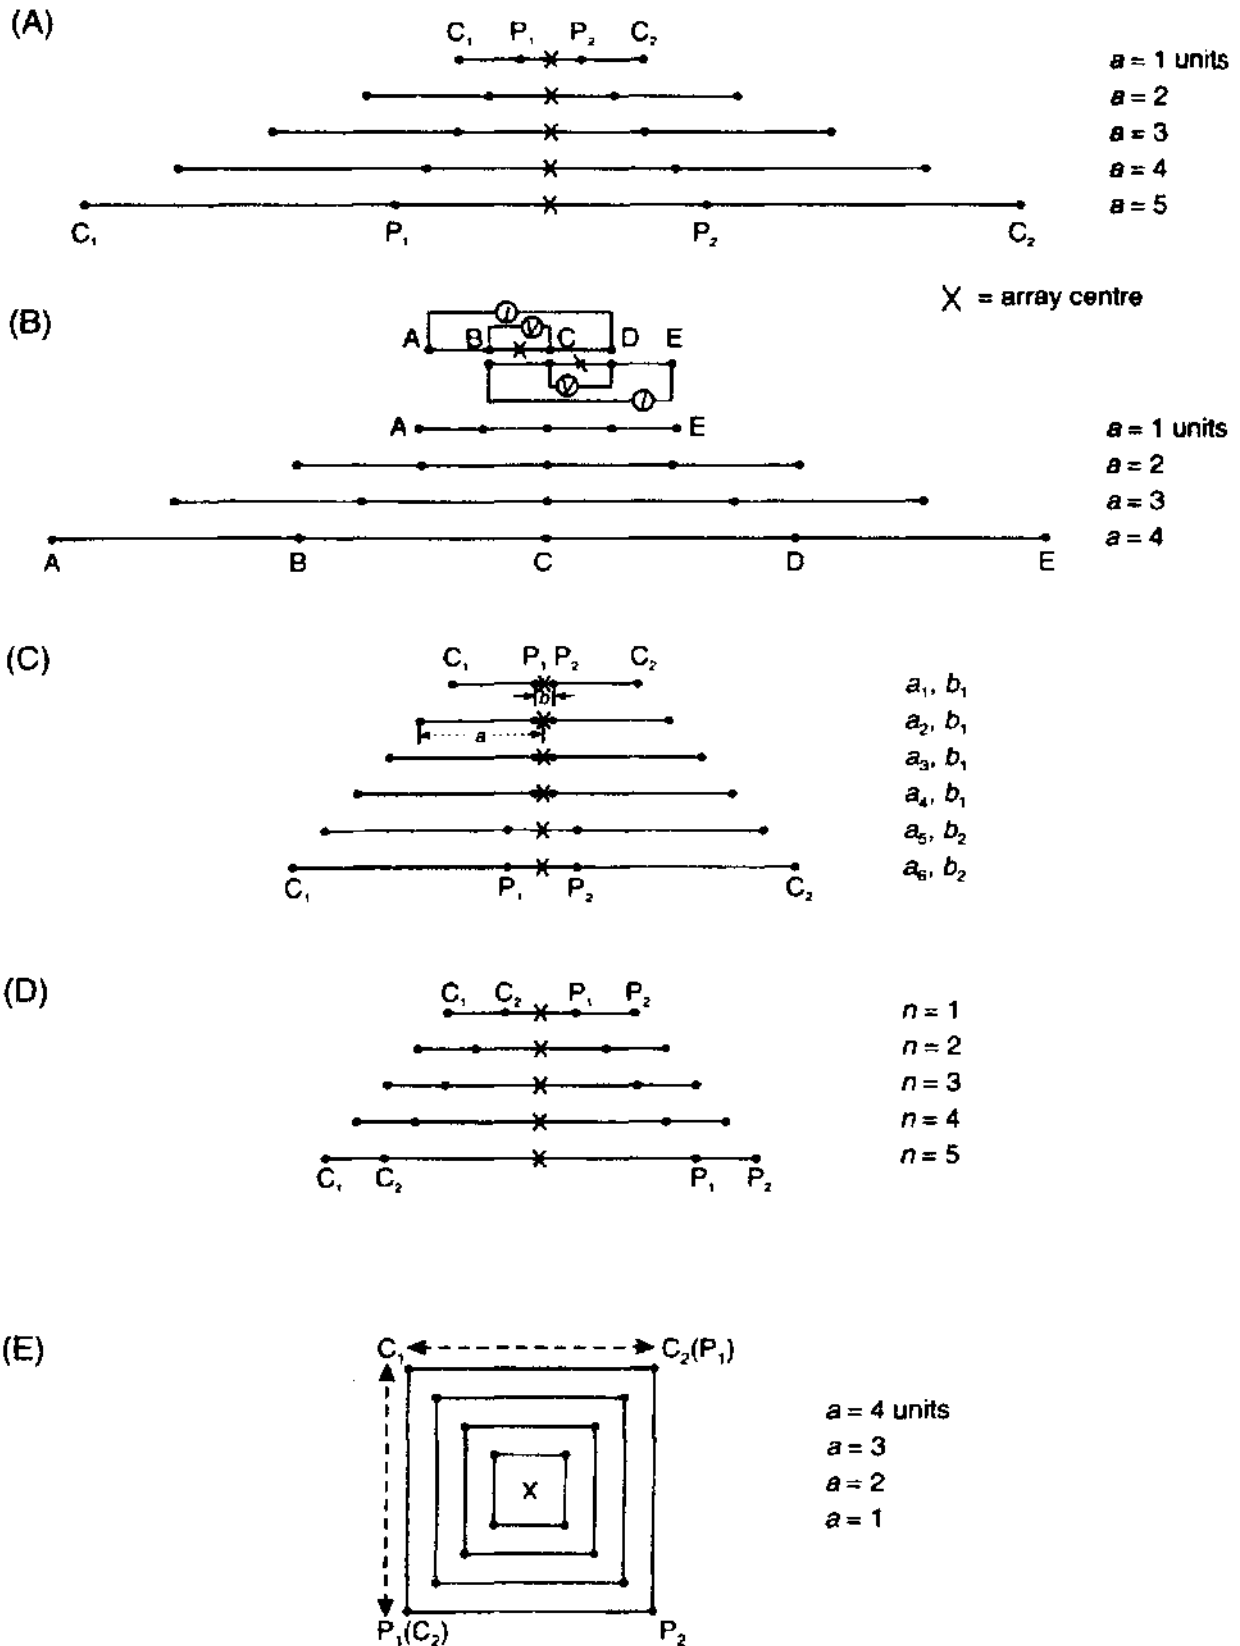 (A)
C₁ P₁ P₂ C₂
a = 1 units
a = 2
a = 3
a = 4
a = 5
C₁ P₁ P₂ C₂
X = array centre
(B)
I
V
A B C D E
V
I
A E
a = 1 units
a = 2
a = 3
a = 4
A B C D E
(C)
C₁ P₁ P₂ C₂
a₁, b₁
b
a₂, b₁
a
a₃, b₁
a₄, b₁
a₅, b₂
a₆, b₂
C₁ P₁ P₂ C₂
(D)
C₁ C₂ P₁ P₂
n = 1
n = 2
n = 3
n = 4
n = 5
C₁ C₂ P₁ P₂
(E)
C₁ C₂(P₁)
a = 4 units
a = 3
a = 2
a = 1
P₁(C₂) P₂